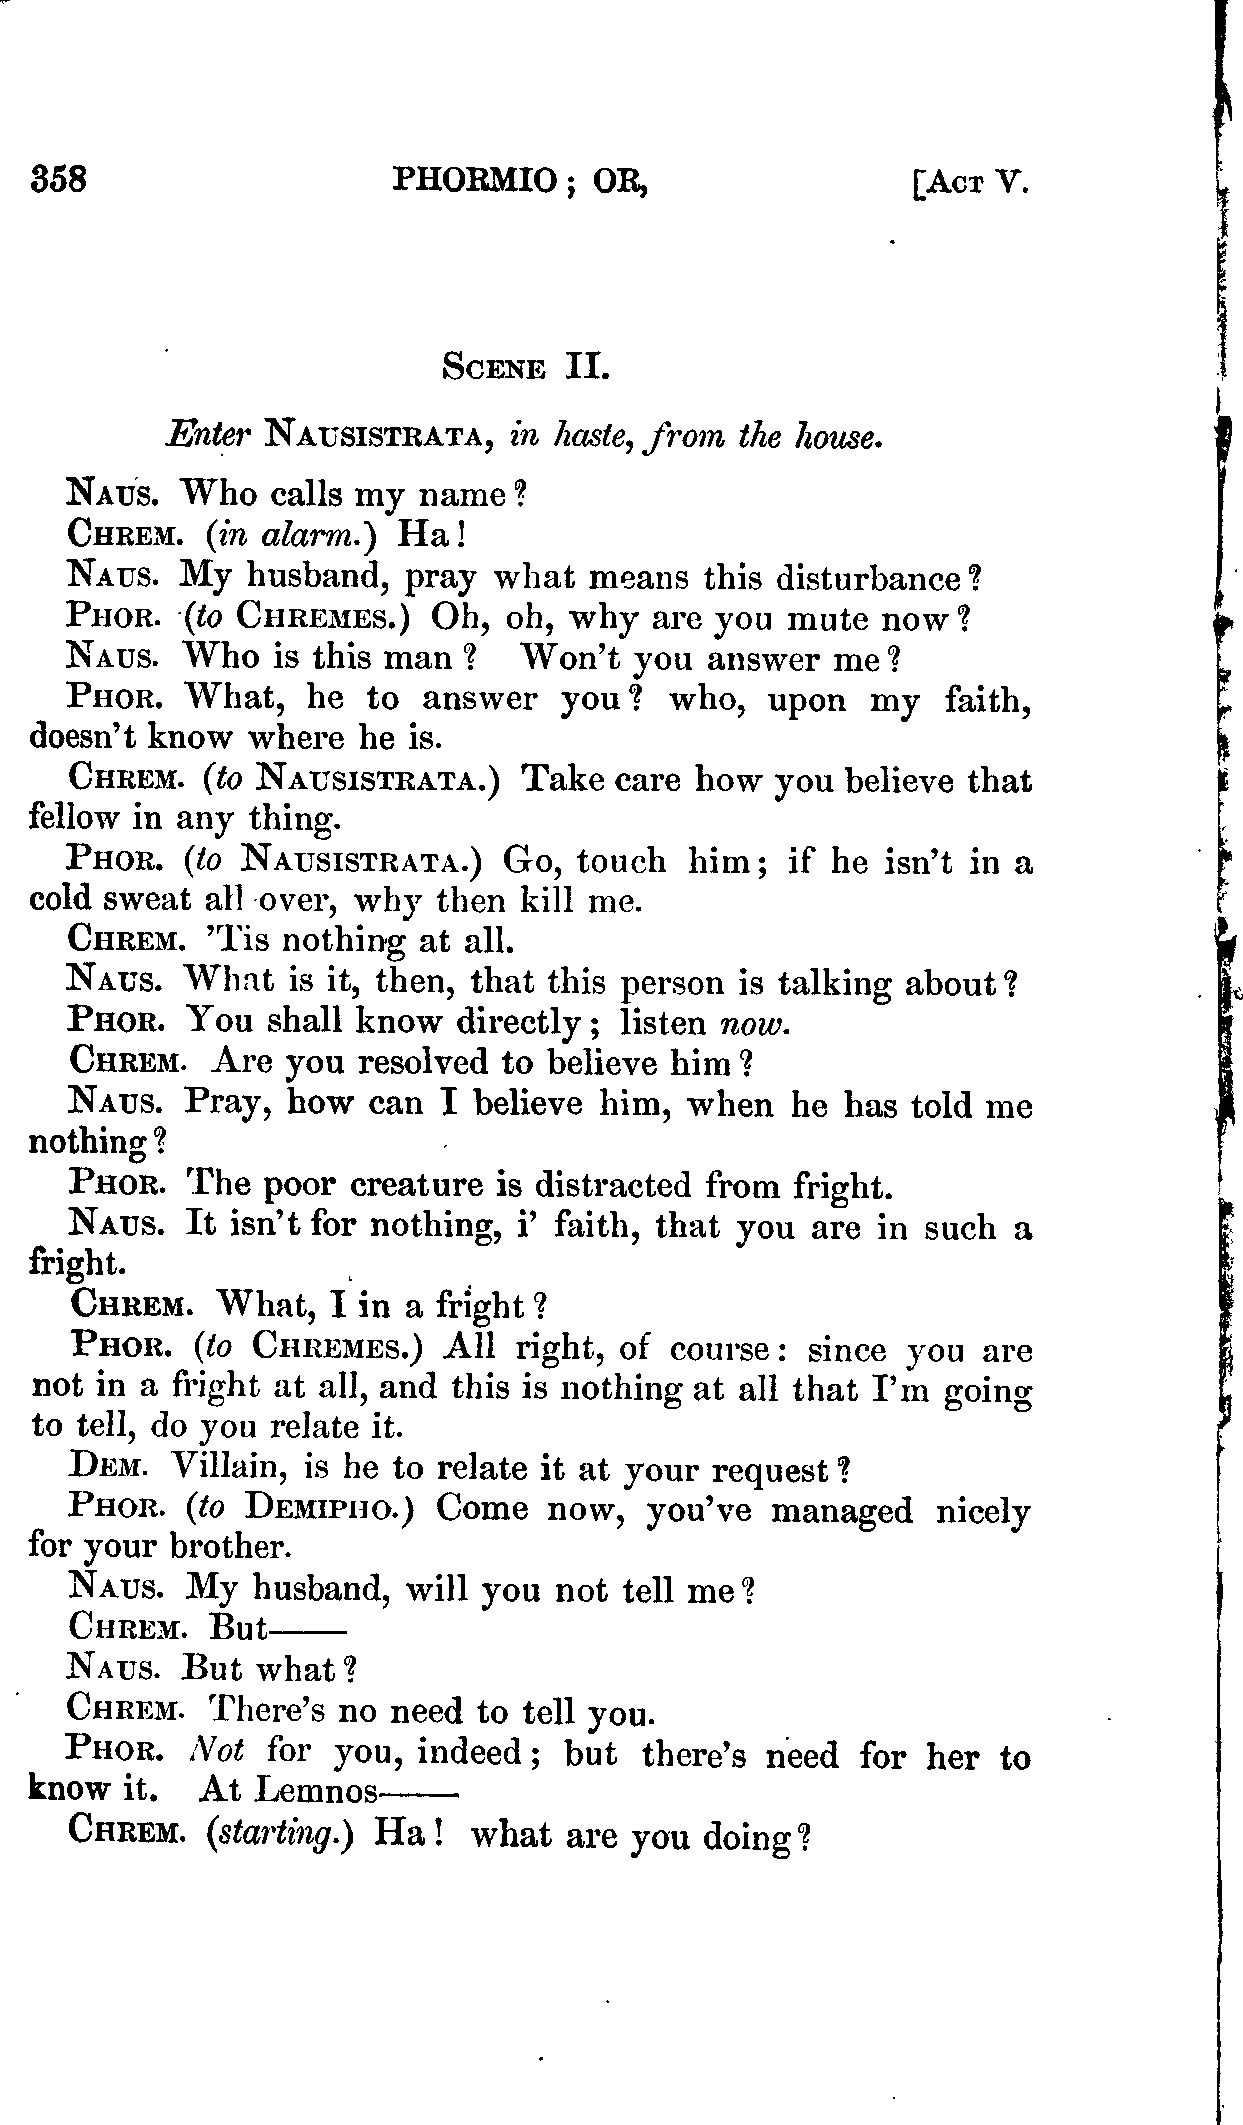 358 PHORMIO; OR, [ACT V.
SCENE II.
Enter NAUSISTRATA, in haste, from the house.
NAUS. Who calls my name?
CHREM. (in alarm.) Ha!
NAUS. My husband, pray what means this disturbance?
PHOR. (to CHREMES.) Oh, oh, why are you mute now?
NAUS. Who is this man? Won't you answer me?
PHOR. What, he to answer you? who, upon my faith,
doesn't know where he is.
CHREM. (to NAUSISTRATA.) Take care how you believe that
fellow in any thing.
PHOR. (to NAUSISTRATA.) Go, touch him; if he isn't in a
cold sweat all over, why then kill me.
CHREM. 'Tis nothing at all.
NAUS. What is it, then, that this person is talking about?
PHOR. You shall know directly; listen now.
CHREM. Are you resolved to believe him?
NAUS. Pray, how can I believe him, when he has told me
nothing?
PHOR. The poor creature is distracted from fright.
NAUS. It isn't for nothing, i' faith, that you are in such a
fright.
CHREM. What, I in a fright?
PHOR. (to CHREMES.) All right, of course: since you are
not in a fright at all, and this is nothing at all that I'm going
to tell, do you relate it.
DEM. Villain, is he to relate it at your request?
PHOR. (to DEMIPHO.) Come now, you've managed nicely
for your brother.
NAUS. My husband, will you not tell me?
CHREM. But——
NAUS. But what?
CHREM. There's no need to tell you.
PHOR. Not for you, indeed; but there's need for her to
know it. At Lemnos——
CHREM. (starting.) Ha! what are you doing?